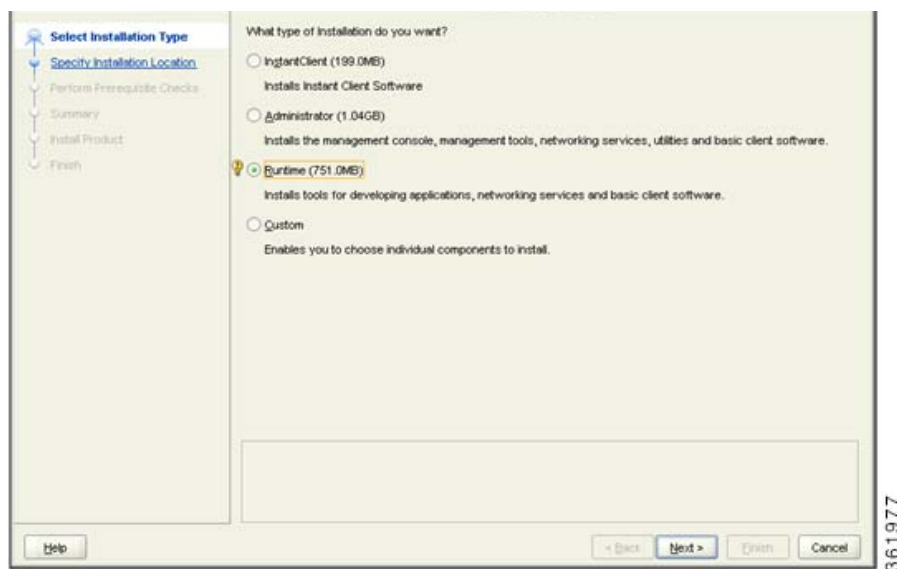 Select Installation Type
Specify Installation Location
Perform Prerequisite Checks
Summary
Install Product
Finish
What type of installation do you want?
InstantClient (199.0MB)
Installs Instant Client Software
Administrator (1.04GB)
Installs the management console, management tools, networking services, utilities and basic client software.
Runtime (751.0MB)
Installs tools for developing applications, networking services and basic client software.
Custom
Enables you to choose individual components to install.
Help
< Back
Next >
Finish
Cancel
361977